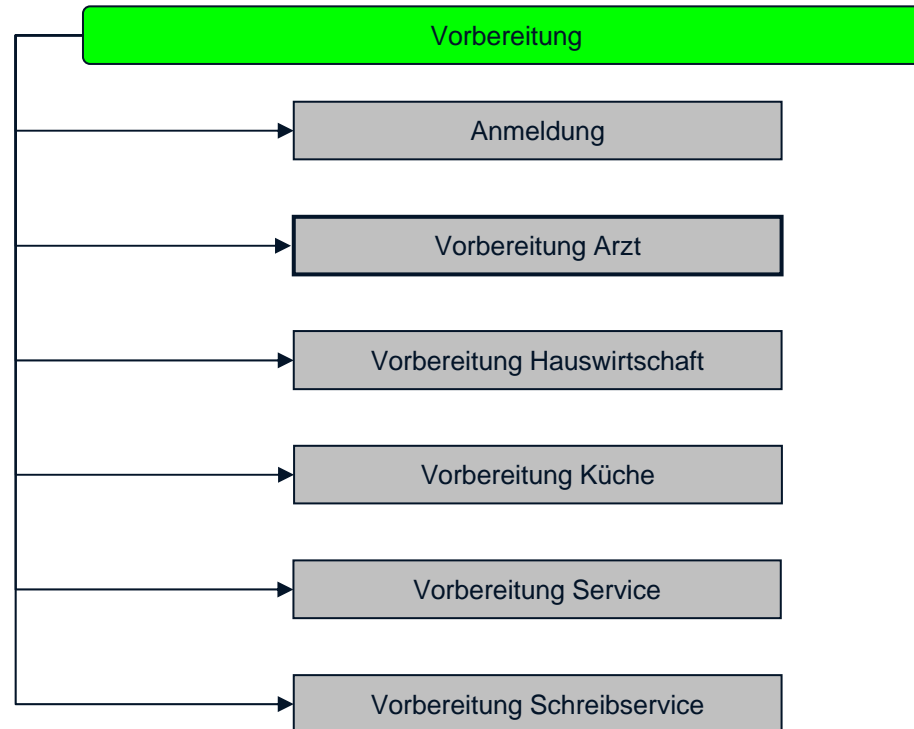 Vorbereitung
Anmeldung
Vorbereitung Arzt
Vorbereitung Hauswirtschaft
Vorbereitung Küche
Vorbereitung Service
Vorbereitung Schreibservice